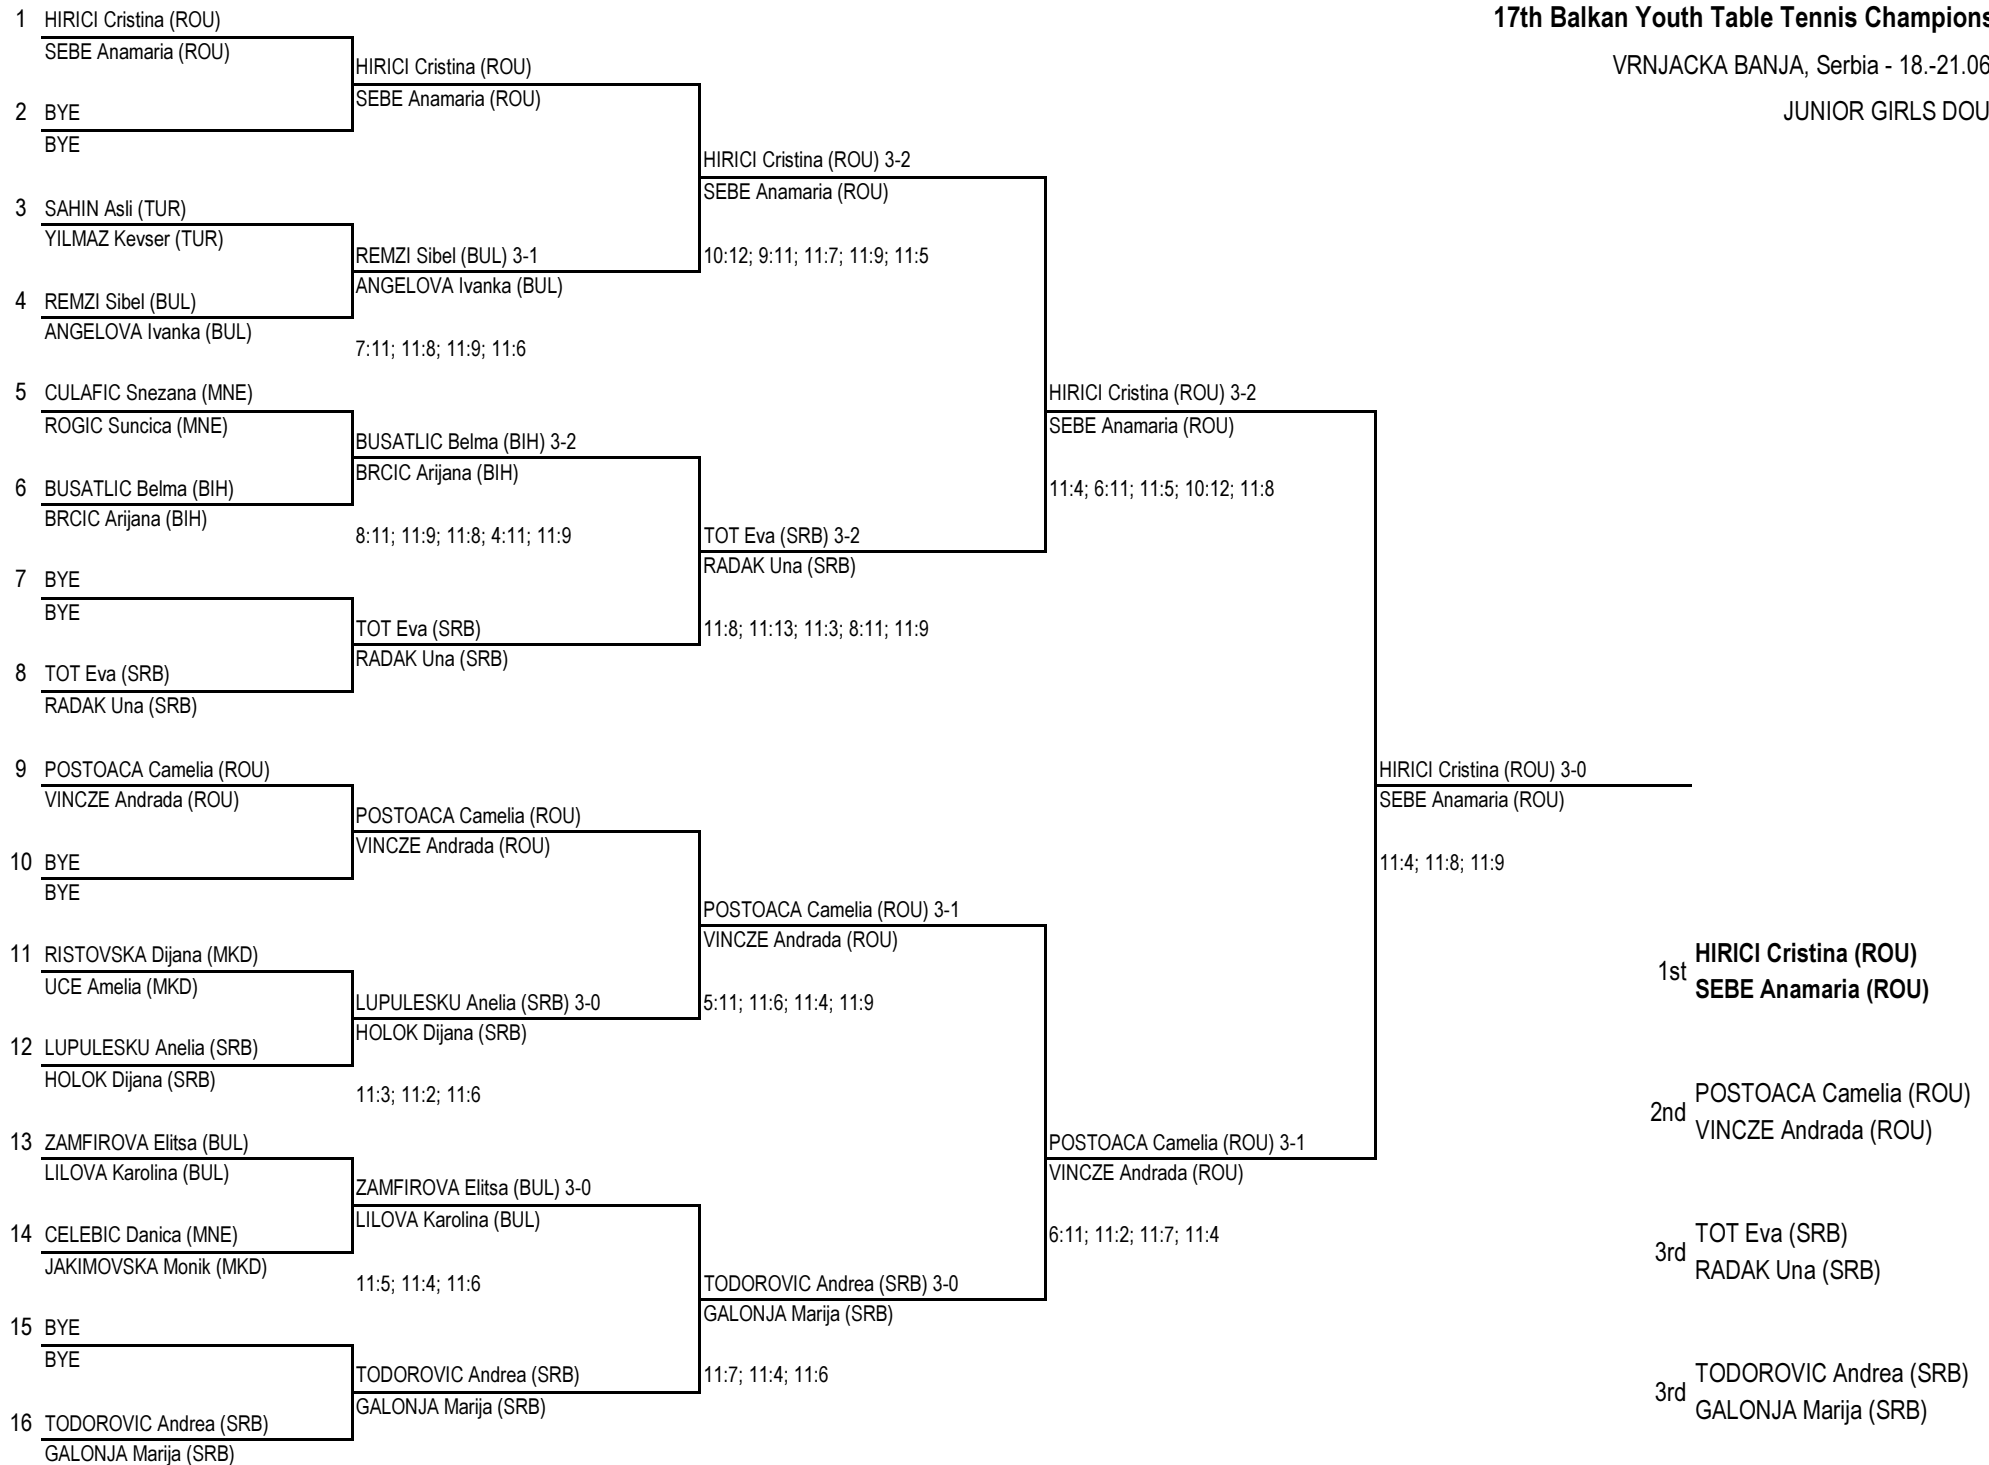 17th Balkan Youth Table Tennis Champions
VRNJACKA BANJA, Serbia - 18.-21.06
JUNIOR GIRLS DOU
1 HIRICI Cristina (ROU)
SEBE Anamaria (ROU)
2 BYE
BYE
3 SAHIN Asli (TUR)
YILMAZ Kevser (TUR)
4 REMZI Sibel (BUL)
ANGELOVA Ivanka (BUL)
5 CULAFIC Snezana (MNE)
ROGIC Suncica (MNE)
6 BUSATLIC Belma (BIH)
BRCIC Arijana (BIH)
7 BYE
BYE
8 TOT Eva (SRB)
RADAK Una (SRB)
9 POSTOACA Camelia (ROU)
VINCZE Andrada (ROU)
10 BYE
BYE
11 RISTOVSKA Dijana (MKD)
UCE Amelia (MKD)
12 LUPULESKU Anelia (SRB)
HOLOK Dijana (SRB)
13 ZAMFIROVA Elitsa (BUL)
LILOVA Karolina (BUL)
14 CELEBIC Danica (MNE)
JAKIMOVSKA Monik (MKD)
15 BYE
BYE
16 TODOROVIC Andrea (SRB)
GALONJA Marija (SRB)
HIRICI Cristina (ROU)
SEBE Anamaria (ROU)
REMZI Sibel (BUL) 3-1
ANGELOVA Ivanka (BUL)
7:11; 11:8; 11:9; 11:6
BUSATLIC Belma (BIH) 3-2
BRCIC Arijana (BIH)
8:11; 11:9; 11:8; 4:11; 11:9
TOT Eva (SRB)
RADAK Una (SRB)
POSTOACA Camelia (ROU)
VINCZE Andrada (ROU)
LUPULESKU Anelia (SRB) 3-0
HOLOK Dijana (SRB)
11:3; 11:2; 11:6
ZAMFIROVA Elitsa (BUL) 3-0
LILOVA Karolina (BUL)
11:5; 11:4; 11:6
TODOROVIC Andrea (SRB)
GALONJA Marija (SRB)
HIRICI Cristina (ROU) 3-2
SEBE Anamaria (ROU)
10:12; 9:11; 11:7; 11:9; 11:5
TOT Eva (SRB) 3-2
RADAK Una (SRB)
11:8; 11:13; 11:3; 8:11; 11:9
POSTOACA Camelia (ROU) 3-1
VINCZE Andrada (ROU)
5:11; 11:6; 11:4; 11:9
TODOROVIC Andrea (SRB) 3-0
GALONJA Marija (SRB)
11:7; 11:4; 11:6
HIRICI Cristina (ROU) 3-2
SEBE Anamaria (ROU)
11:4; 6:11; 11:5; 10:12; 11:8
POSTOACA Camelia (ROU) 3-1
VINCZE Andrada (ROU)
6:11; 11:2; 11:7; 11:4
HIRICI Cristina (ROU) 3-0
SEBE Anamaria (ROU)
11:4; 11:8; 11:9
1st HIRICI Cristina (ROU)
SEBE Anamaria (ROU)
2nd POSTOACA Camelia (ROU)
VINCZE Andrada (ROU)
3rd TOT Eva (SRB)
RADAK Una (SRB)
3rd TODOROVIC Andrea (SRB)
GALONJA Marija (SRB)